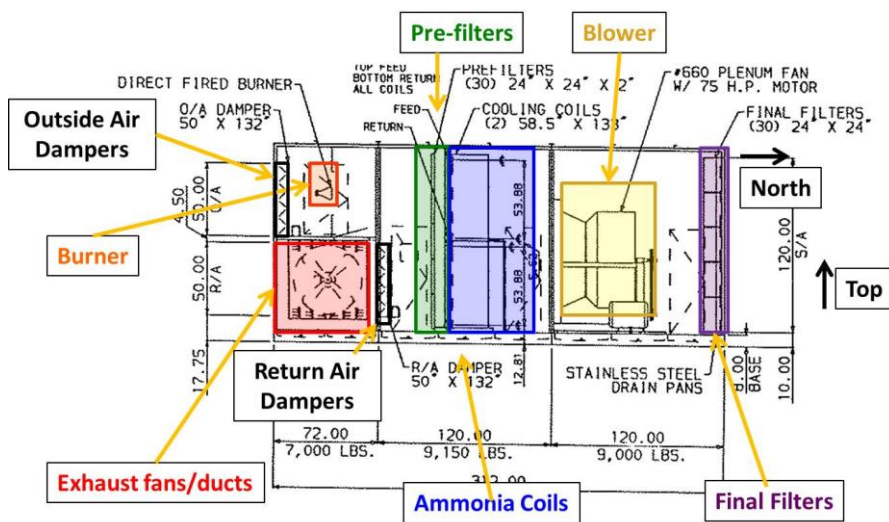 Pre-filters
Blower
TOP FEED
BOTTOM RETURN
ALL COILS
PREFILTERS
(30) 24" X 24" X 2"
#660 PLENUM FAN
W/ 75 H.P. MOTOR
DIRECT FIRED BURNER
O/A DAMPER
50" X 132"
FEED
RETURN
COOLING COILS
(2) 58.5" X 133"
FINAL FILTERS
(30) 24" X 24"
Outside Air
Dampers
North
4.50
50.00
O/A
53.88
120.00
S/A
Burner
50.00
R/A
53.88
Top
17.75
Return Air
Dampers
R/A DAMPER
50" X 132"
12.81
STAINLESS STEEL
DRAIN PANS
BASE
10.00
72.00
7,000 LBS.
120.00
9,150 LBS.
120.00
9,000 LBS.
Exhaust fans/ducts
Ammonia Coils
312.00
Final Filters